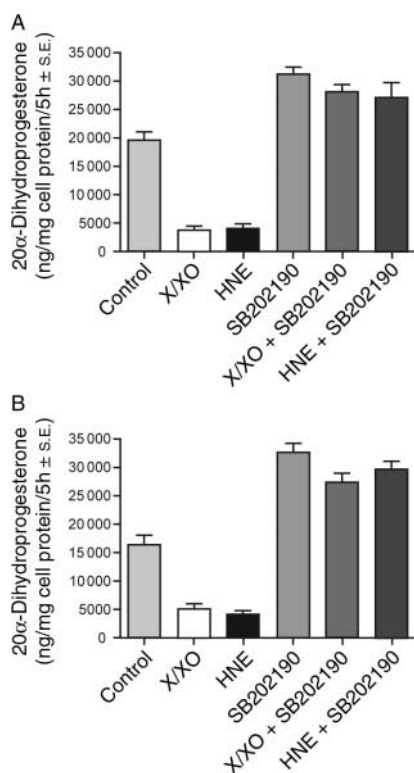 A
20α-Dihydroprogesterone
(ng/mg cell protein/5h ± S.E.)
35 000
30 000
25 000
20 000
15 000
10 000
5000
0
Control
X/XO
HNE
SB202190
X/XO + SB202190
HNE + SB202190
B
20α-Dihydroprogesterone
(ng/mg cell protein/5h ± S.E.)
35 000
30 000
25 000
20 000
15 000
10 000
5000
0
Control
X/XO
HNE
SB202190
X/XO + SB202190
HNE + SB202190